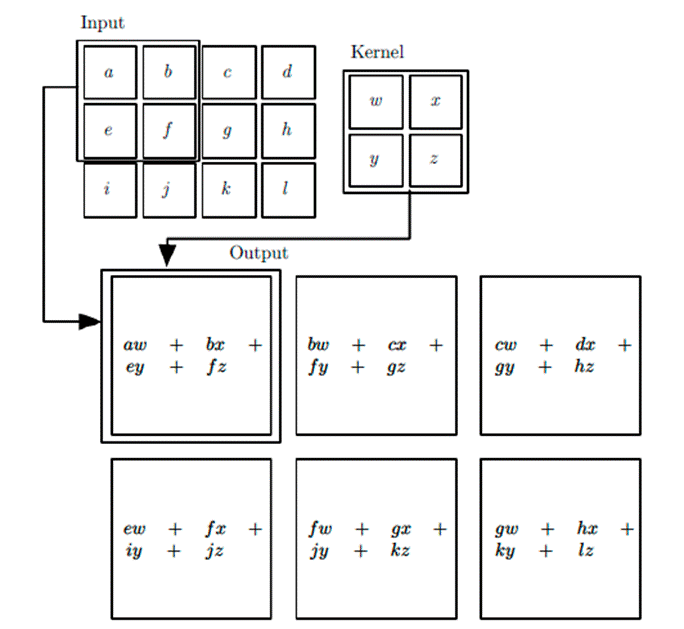 Input
a b c d
e f g h
i j k l
Kernel
w x
y z
Output
aw + bx +
ey + fz
bw + cx +
fy + gz
cw + dx +
gy + hz
ew + fx +
iy + jz
fw + gx +
jy + kz
gw + hx +
ky + lz